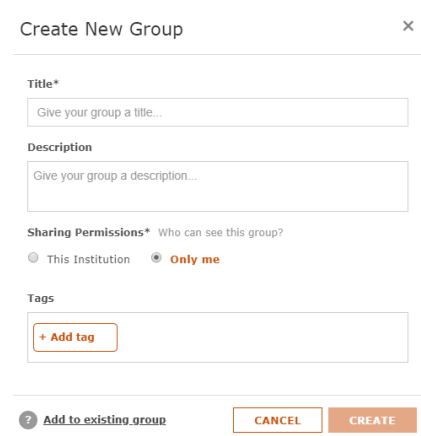 Create New Group ×
Title*
Give your group a title...
Description
Give your group a description...
Sharing Permissions* Who can see this group?
This Institution Only me
Tags
+ Add tag
? Add to existing group CANCEL CREATE